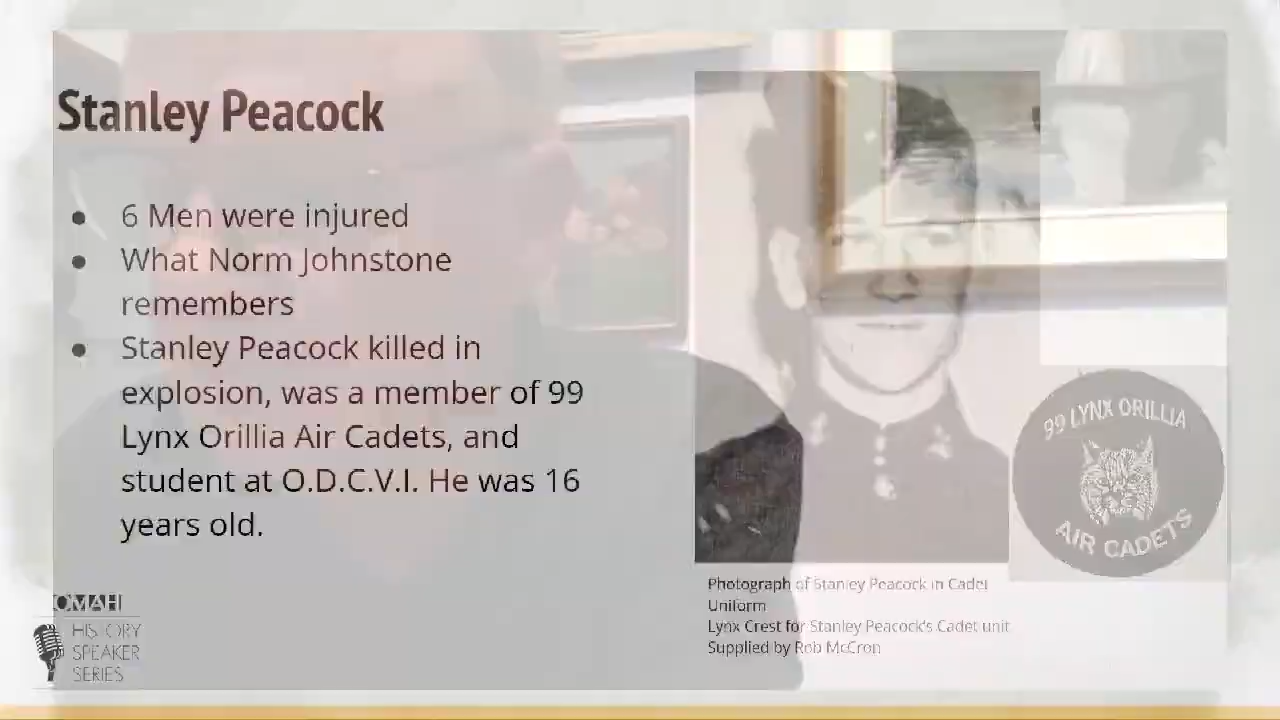 Stanley Peacock
6 Men were injured
What Norm Johnstone
remembers
Stanley Peacock killed in
explosion, was a member of 99
Lynx Orillia Air Cadets, and
student at O.D.C.V.I. He was 16
years old.
99 LYNX ORILLIA
AIR CADETS
Photograph of Stanley Peacock in Cadet
Uniform
Lynx Crest for Stanley Peacock's Cadet unit
Supplied by Rob McCron
OMAH
HISTORY
SPEAKER
SERIES